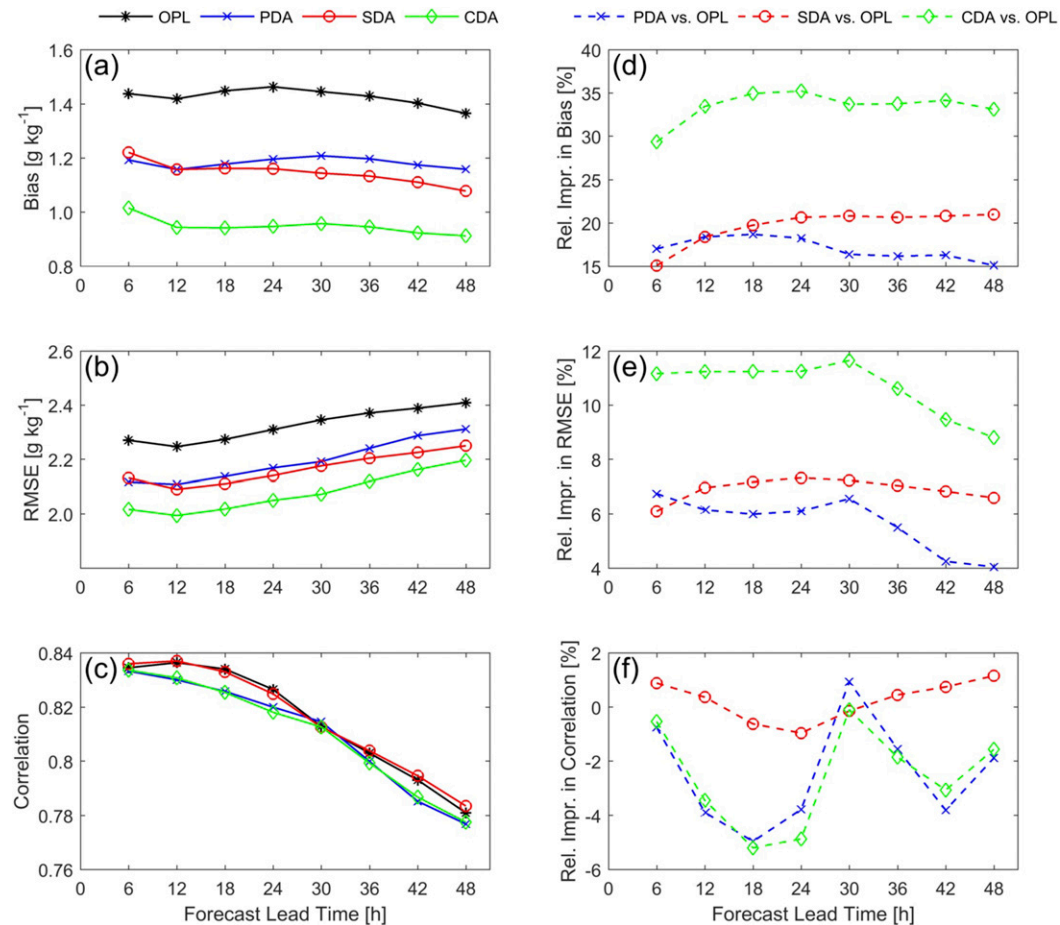 OPL PDA SDA CDA
PDA vs. OPL SDA vs. OPL CDA vs. OPL
(a)
Bias [g kg⁻¹]
1.6
1.4
1.2
1.0
0.8
0 6 12 18 24 30 36 42 48
(d)
Rel. Impr. in Bias [%]
40
35
30
25
20
15
0 6 12 18 24 30 36 42 48
(b)
RMSE [g kg⁻¹]
2.6
2.4
2.2
2.0
0 6 12 18 24 30 36 42 48
(e)
Rel. Impr. in RMSE [%]
12
10
8
6
4
0 6 12 18 24 30 36 42 48
(c)
Correlation
0.84
0.82
0.8
0.78
0.76
0 6 12 18 24 30 36 42 48
Forecast Lead Time [h]
(f)
Rel. Impr. in Correlation [%]
2
0
-2
-4
-6
0 6 12 18 24 30 36 42 48
Forecast Lead Time [h]